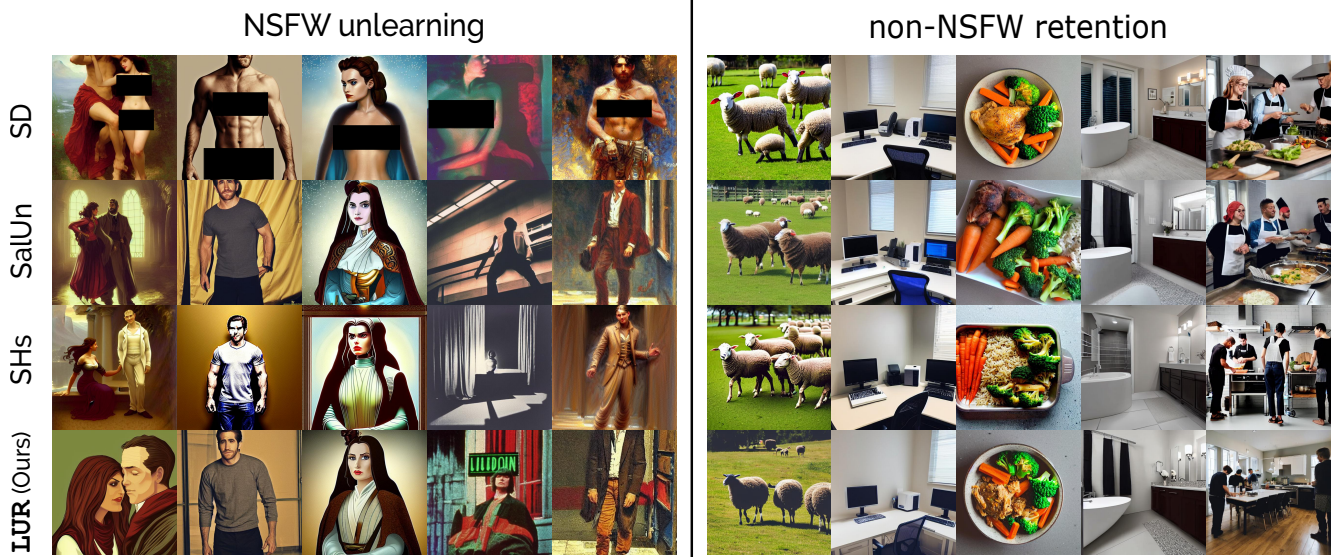 NSFW unlearning
non-NSFW retention
SD
SalUn
SHs
LUR (Ours)